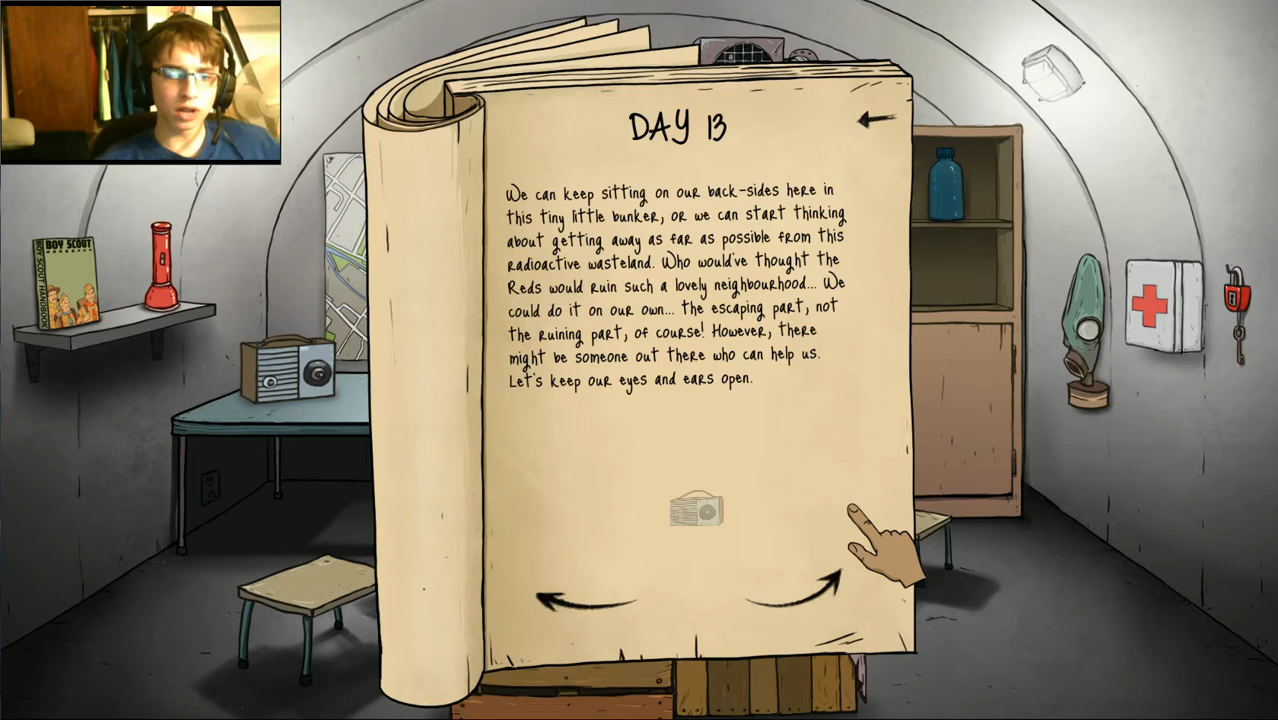 DAY 13
We can keep sitting on our back-sides here in
this tiny little bunker, or we can start thinking
about getting away as far as possible from this
radioactive wasteland. Who would've thought the
Reds would ruin such a lovely neighbourhood... We
could do it on our own... The escaping part, not
the ruining part, of course! However, there
might be someone out there who can help us.
Let's keep our eyes and ears open.
BOY SCOUT
BOY SCOUT HANDBOOK